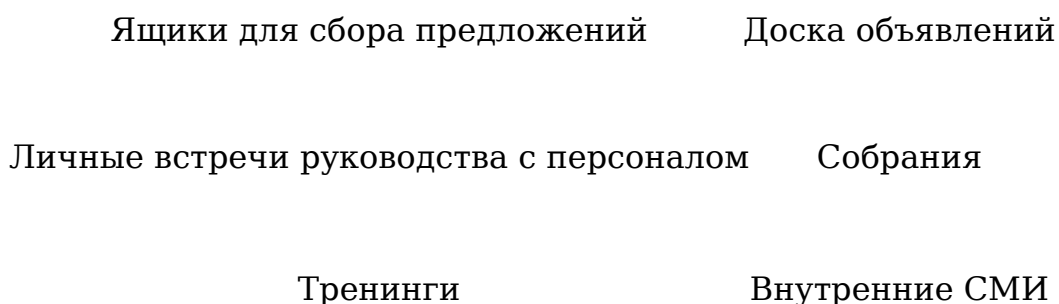 Ящики для сбора предложений Доска объявлений
Личные встречи руководства с персоналом Собрания
Тренинги Внутренние СМИ